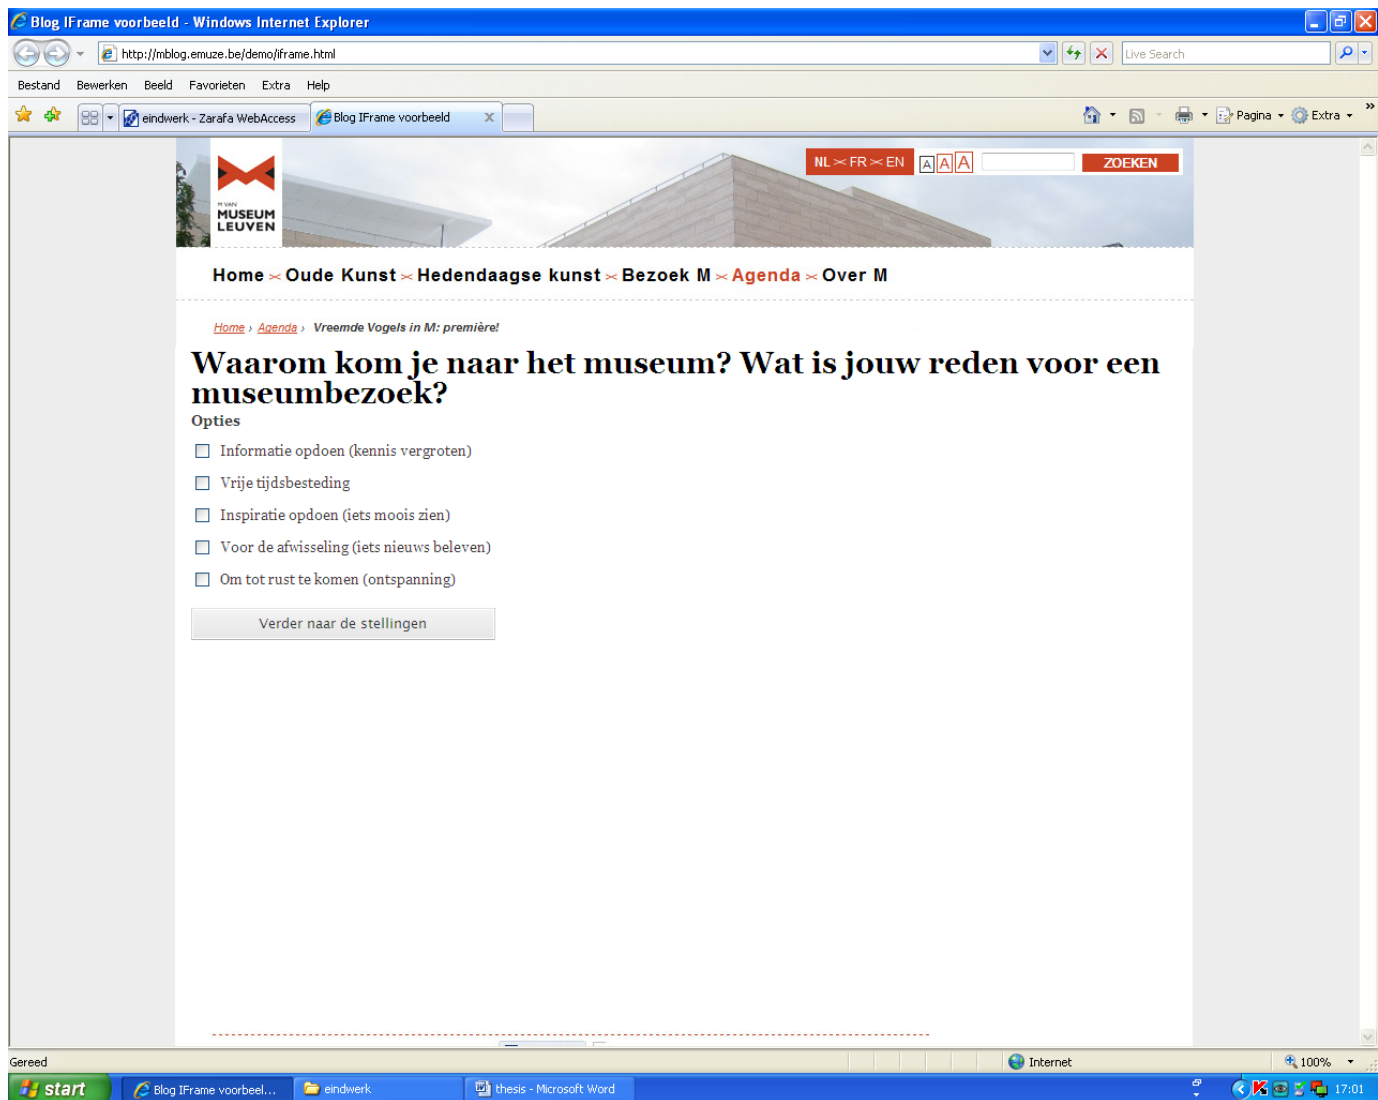 Blog IFrame voorbeeld - Windows Internet Explorer
http://mblog.emuze.be/demo/iframe.html
Live Search
Bestand Bewerken Beeld Favorieten Extra Help
eindwerk - Zarafa WebAccess
Blog IFrame voorbeeld X
Pagina
Extra
»
M VAN
MUSEUM
LEUVEN
NL FR EN
A A A
ZOEKEN
Home Oude Kunst Hedendaagse kunst Bezoek M Agenda Over M
Home › Agenda › Vreemde Vogels in M: première!
Waarom kom je naar het museum? Wat is jouw reden voor een
museumbezoek?
Opties
Informatie opdoen (kennis vergroten)
Vrije tijdsbesteding
Inspiratie opdoen (iets moois zien)
Voor de afwisseling (iets nieuws beleven)
Om tot rust te komen (ontspanning)
Verder naar de stellingen
Gereed
Internet
100%
start
Blog IFrame voorbeel...
eindwerk
thesis - Microsoft Word
17:01